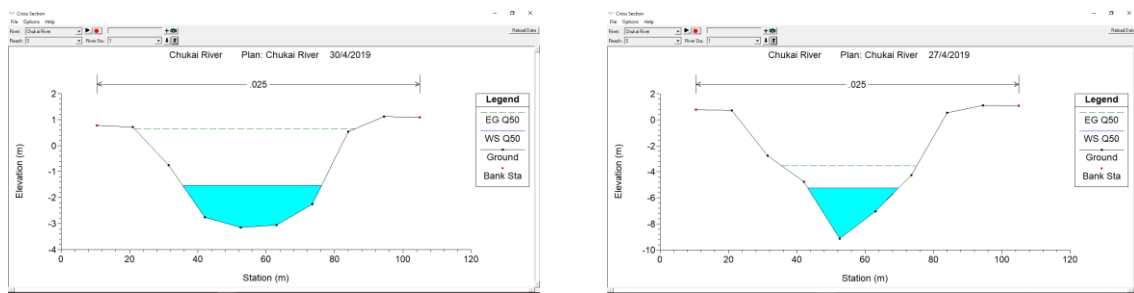 Cross Section
File Options Help
River: Chukai River
Reload Data
Reach: 0 River Sta.: 1
Chukai River Plan: Chukai River 30/4/2019
.025
Legend
EG Q50
WS Q50
Ground
Bank Sta
Elevation (m)
2
1
0
-1
-2
-3
-4
0 20 40 60 80 100 120
Station (m)
Cross Section
File Options Help
River: Chukai River
Reload Data
Reach: 0 River Sta.: 1
Chukai River Plan: Chukai River 27/4/2019
.025
Legend
EG Q50
WS Q50
Ground
Bank Sta
Elevation (m)
2
0
-2
-4
-6
-8
-10
0 20 40 60 80 100 120
Station (m)